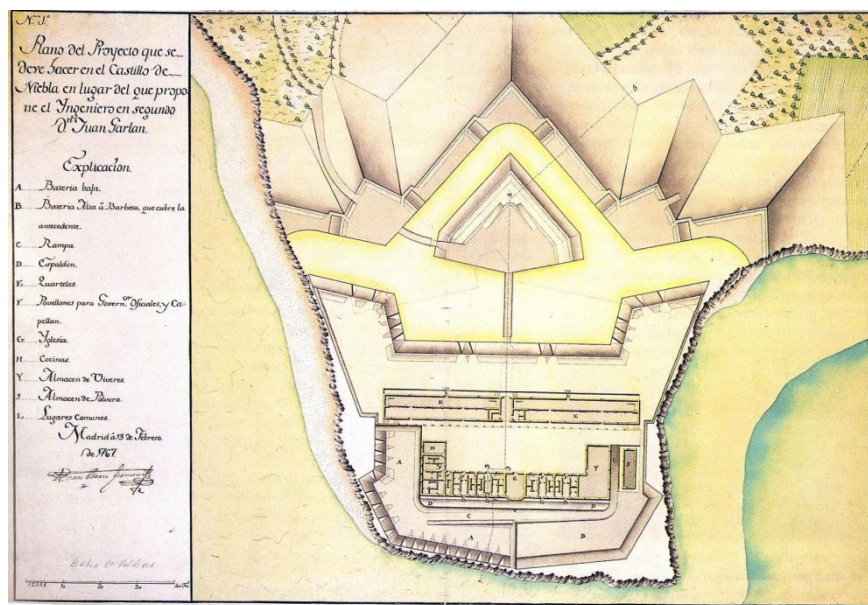 N. 1.º
Plano del Proyecto que se
deve hacer en el Castillo de
Niebla en lugar del que propo
ne el Yngeniero en segundo
D.n Juan Garlan.
Explicacion
A Bateria baja.
B Bateria Alta á Barbeta, que cubre la
antecedente.
C Rampa.
D Espaldon.
E Quarteles.
F Pavellones para Govern.or Oficiales, y Ca-
pellan.
G Yglesia.
H Cocinas.
Y Almacen de Viveres
J Almacen de Polvora.
L Lugares Comunes.
Madrid á 13 de Febrero
de 1767.
Bahia de Valdivia
A
H
G
Y
J
D
D
C
A
B